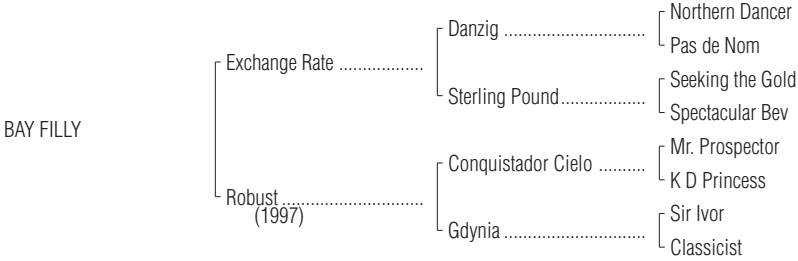 Northern Dancer
Danzig ..............................
Pas de Nom
Exchange Rate ..................
Seeking the Gold
Sterling Pound..................
Spectacular Bev
BAY FILLY
Mr. Prospector
Conquistador Cielo ..........
K D Princess
Robust ..............................
(1997)
Sir Ivor
Gdynia ..............................
Classicist